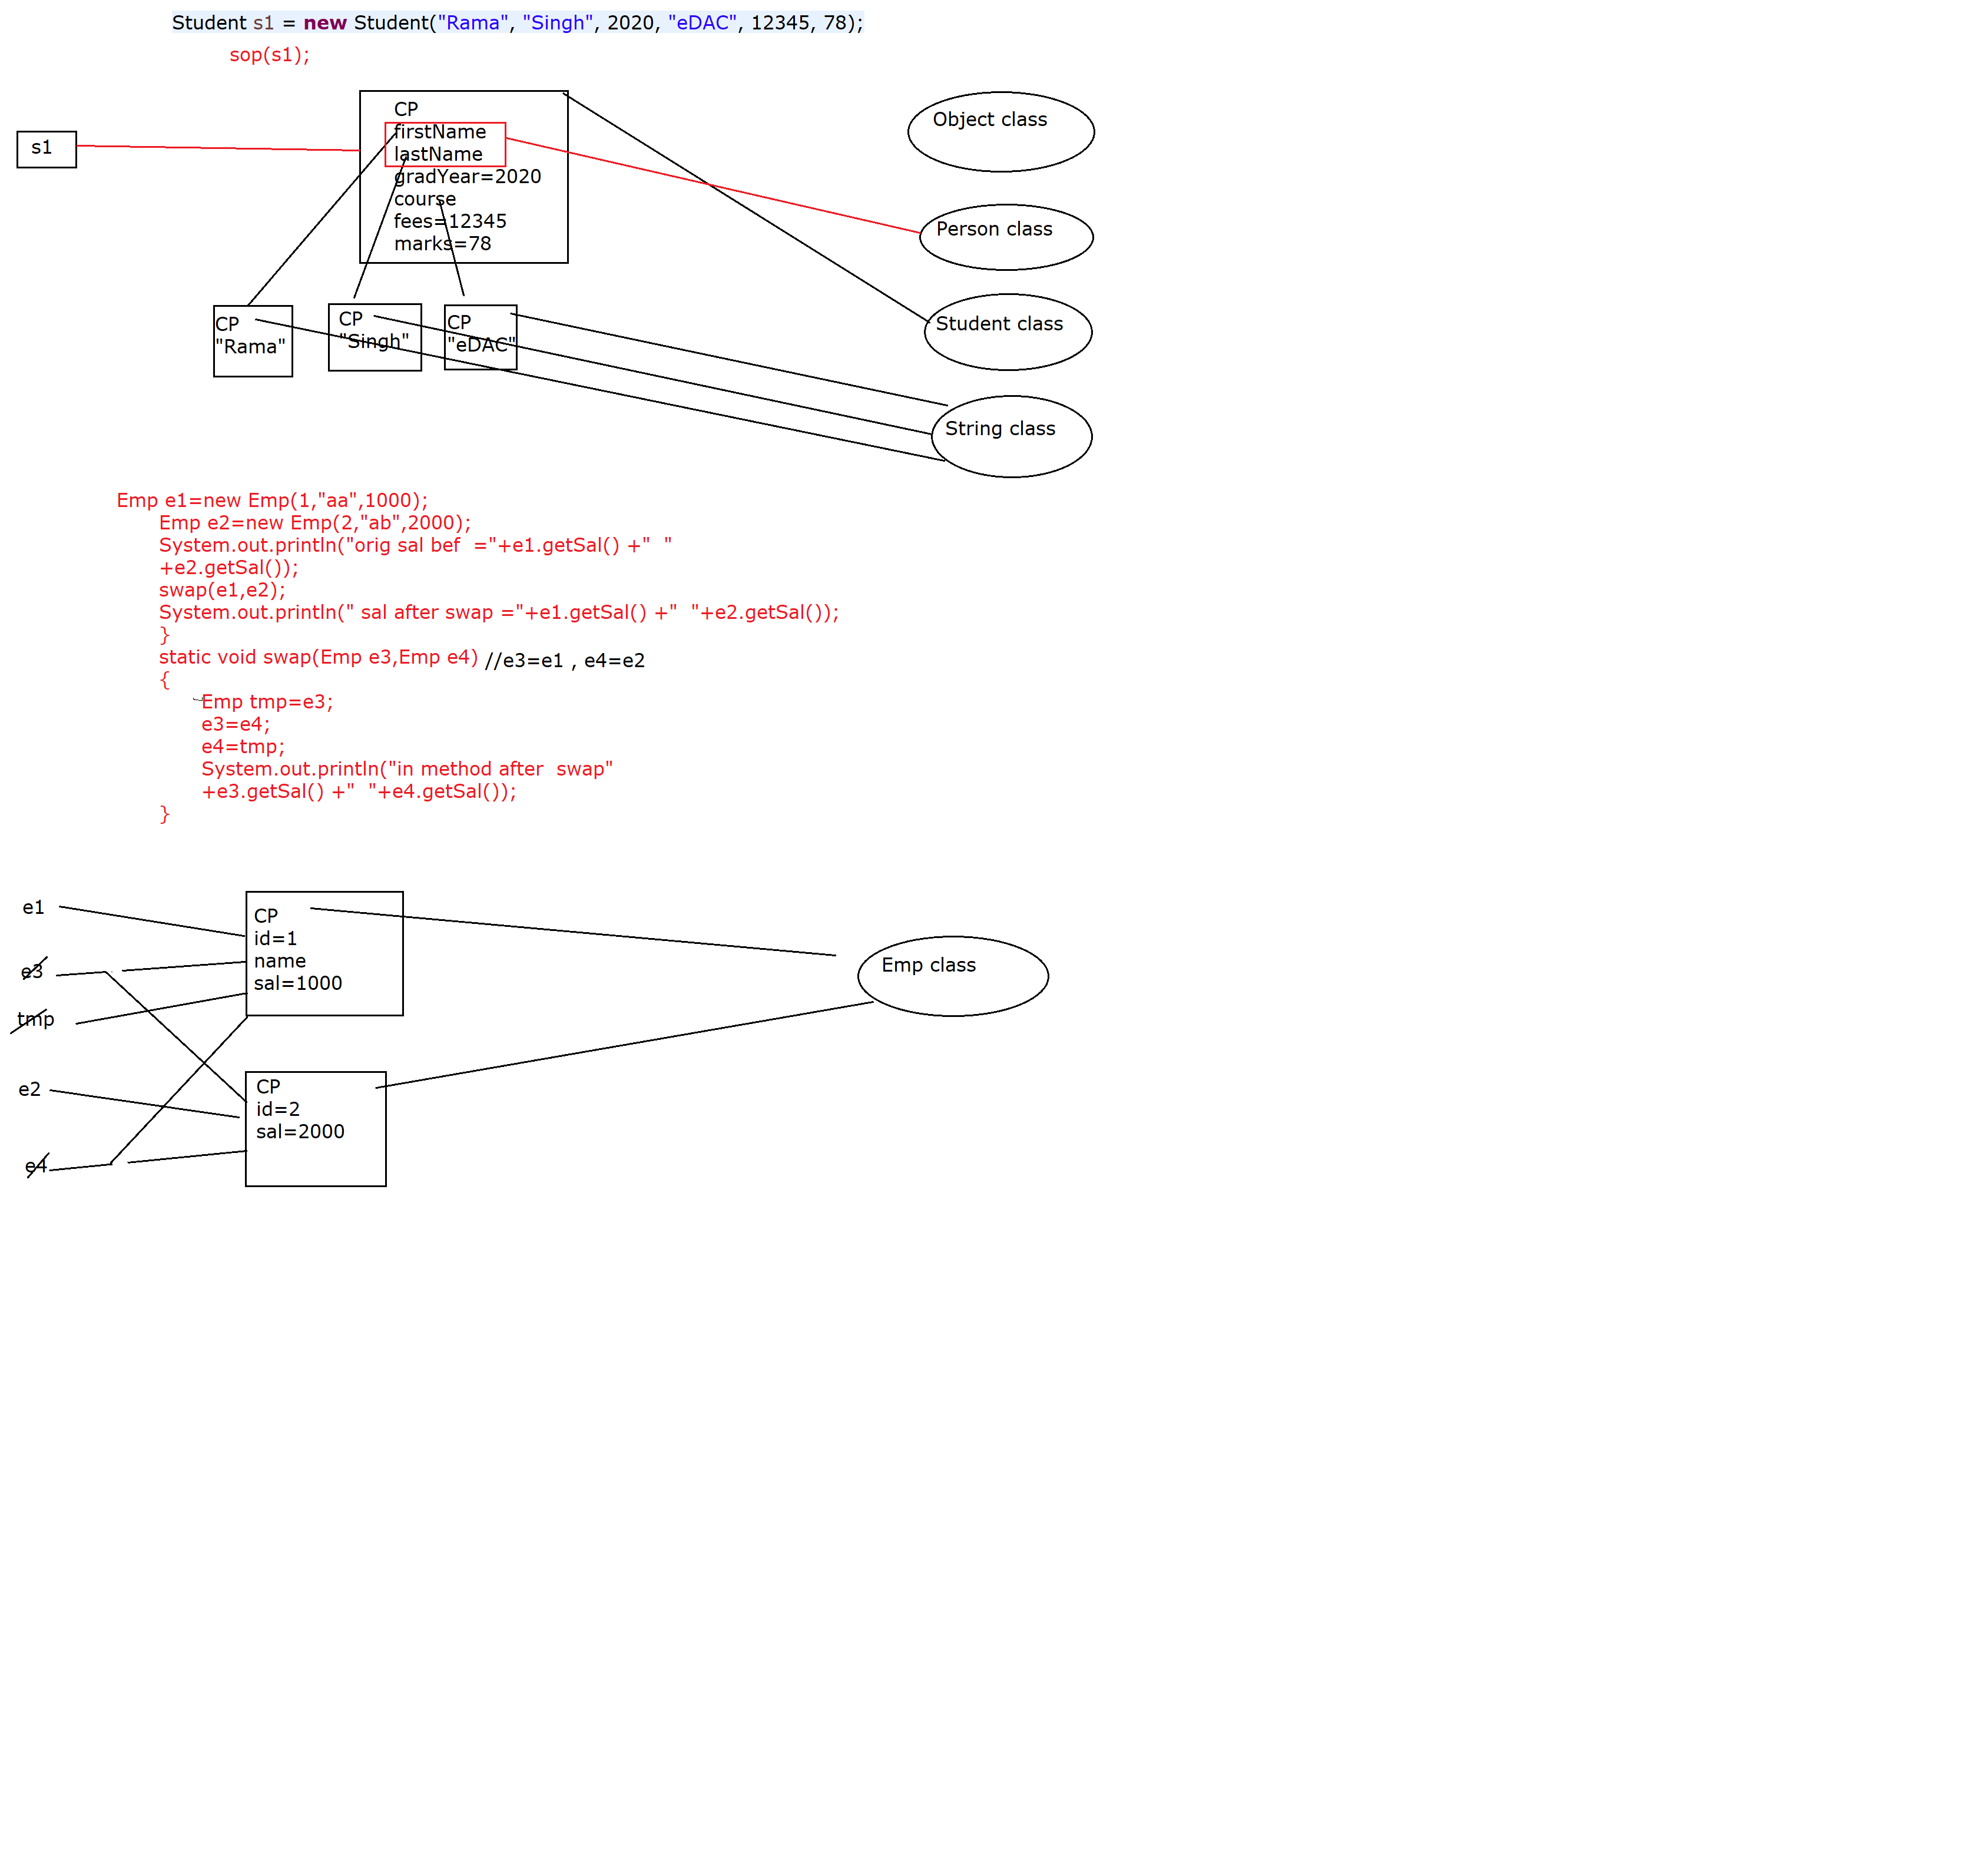 Student s1 = new Student("Rama", "Singh", 2020, "eDAC", 12345, 78);
sop(s1);
s1
CP
firstName
lastName
gradYear=2020
course
fees=12345
marks=78
Object class
Person class
Student class
String class
CP
"Rama"
CP
"Singh"
CP
"eDAC"
Emp e1=new Emp(1,"aa",1000);
Emp e2=new Emp(2,"ab",2000);
System.out.println("orig sal bef  ="+e1.getSal() +"  "
+e2.getSal());
swap(e1,e2);
System.out.println(" sal after swap ="+e1.getSal() +"  "+e2.getSal());
}
static void swap(Emp e3,Emp e4) //e3=e1 , e4=e2
{
Emp tmp=e3;
e3=e4;
e4=tmp;
System.out.println("in method after  swap"
+e3.getSal() +"  "+e4.getSal());
}
e1
e3
tmp
e2
e4
CP
id=1
name
sal=1000
CP
id=2
sal=2000
Emp class